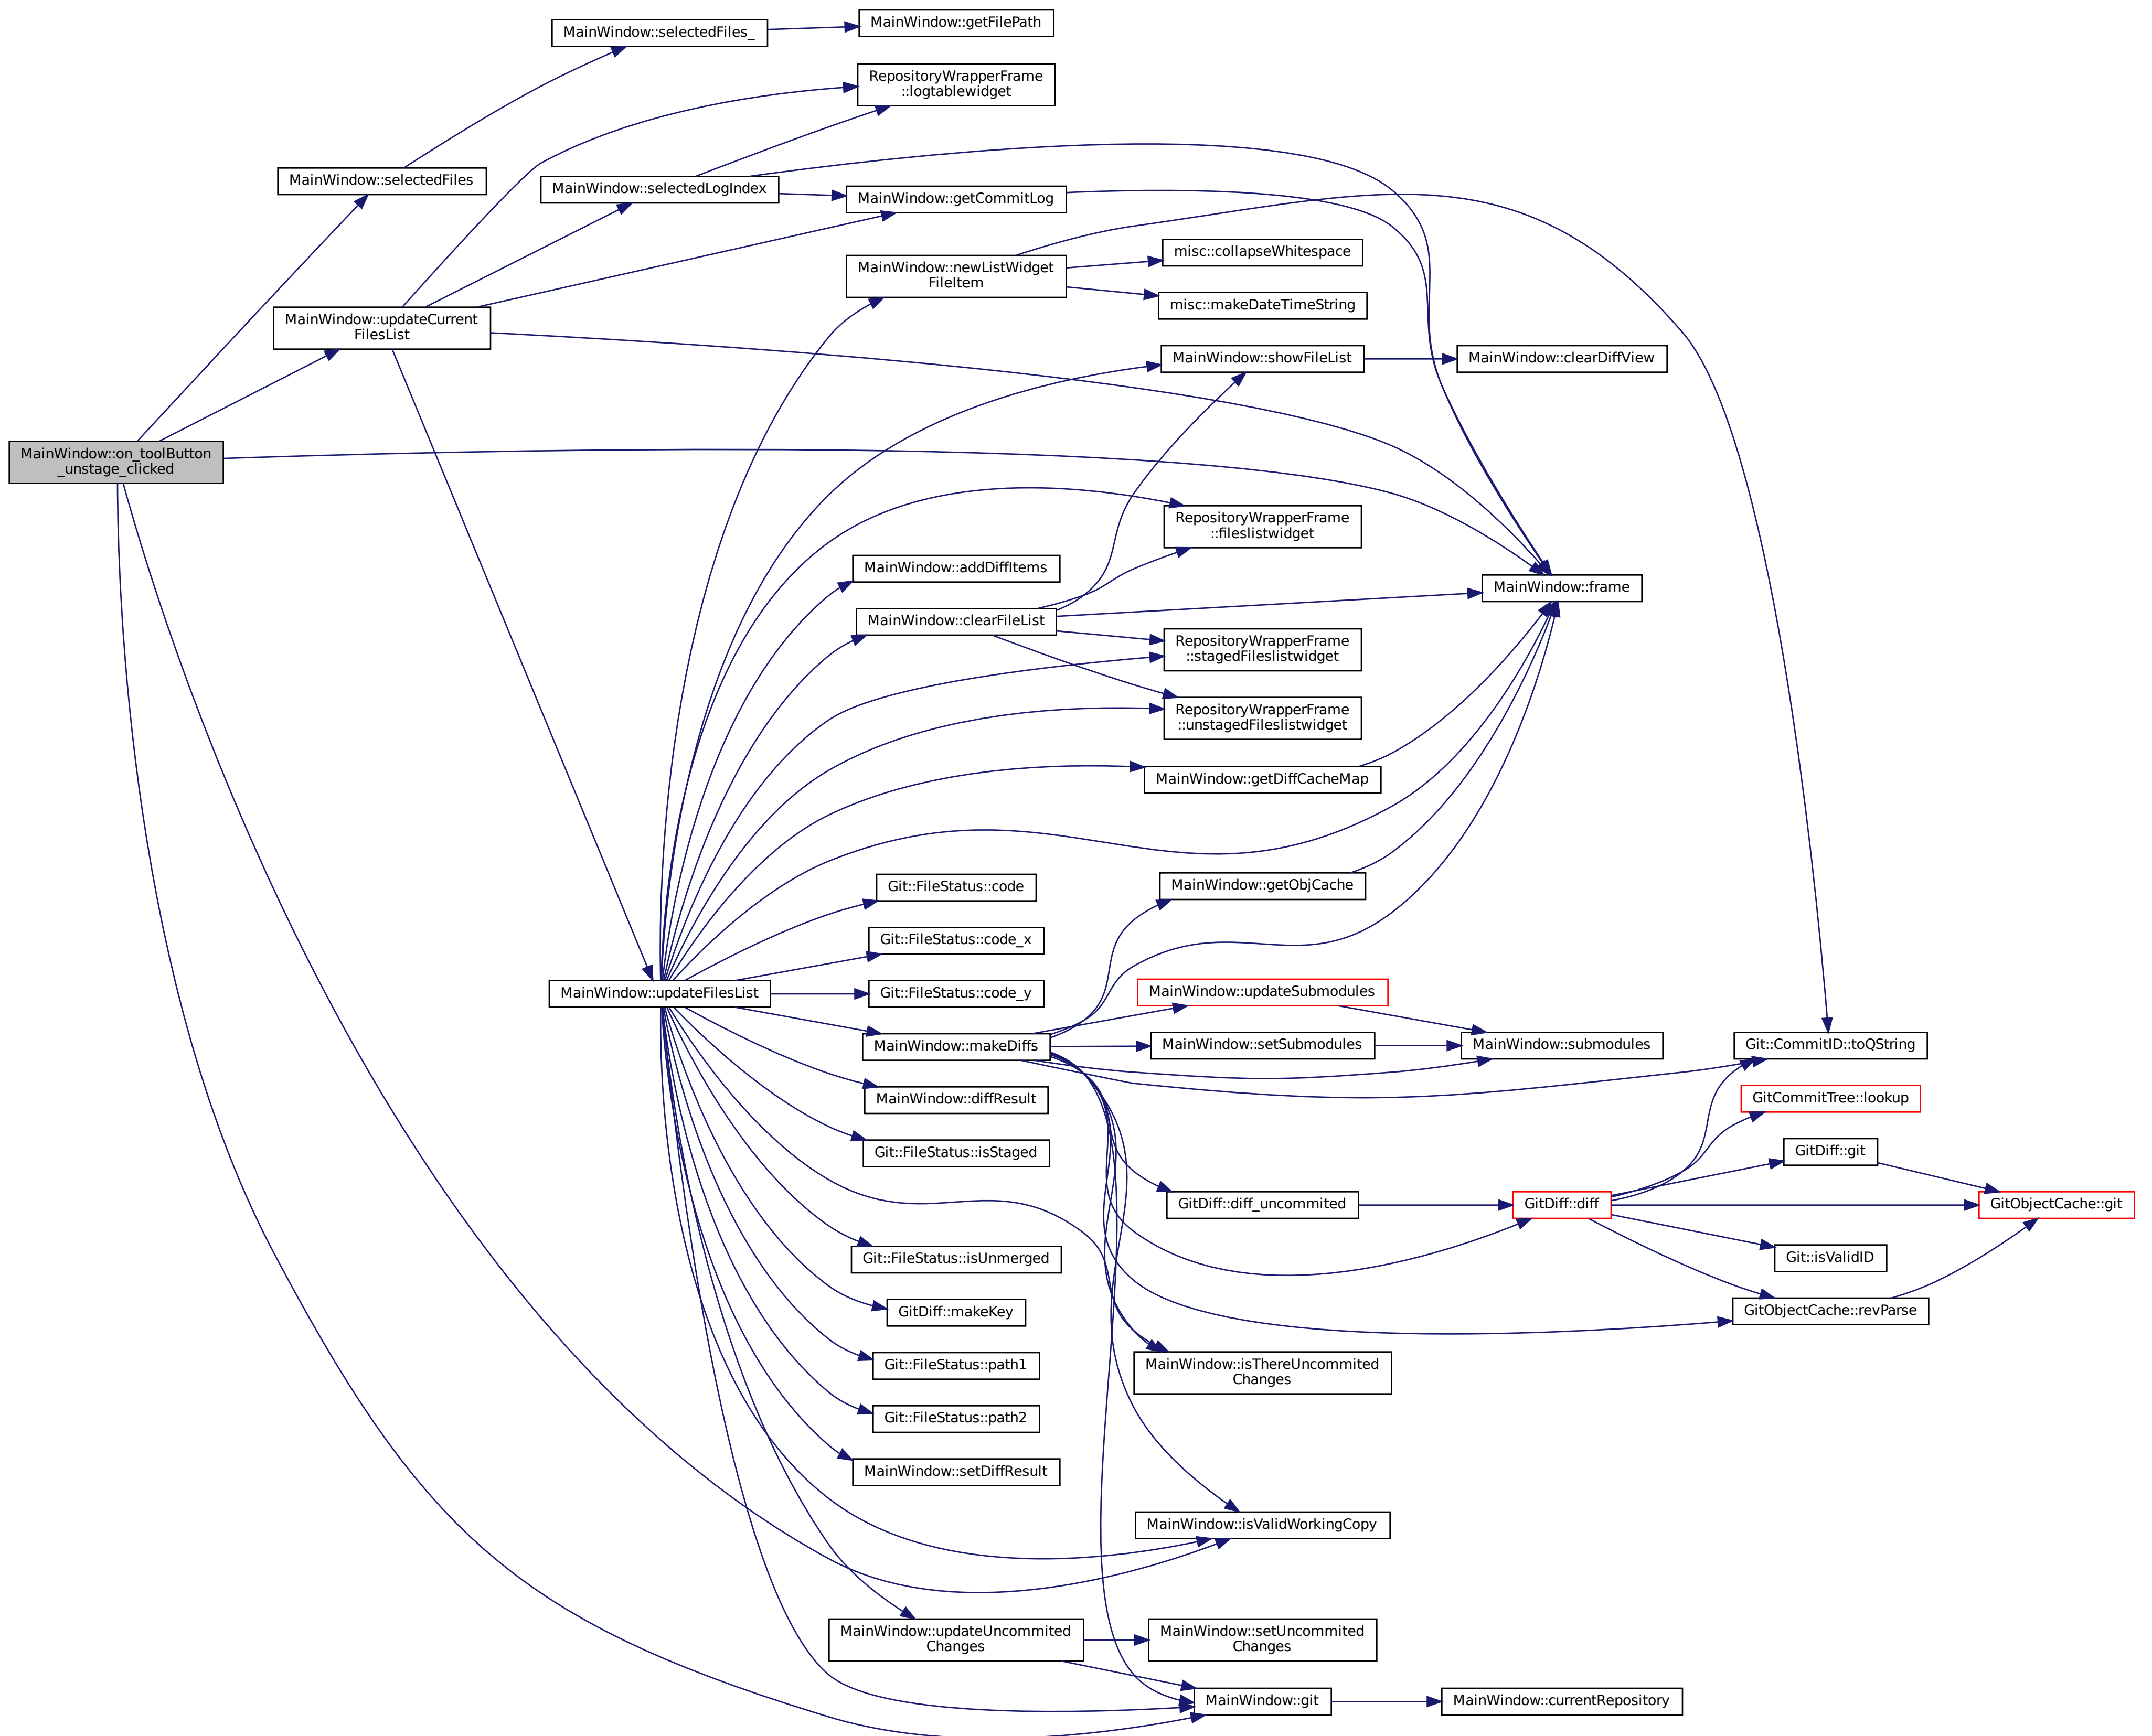 MainWindow::getFilePath
MainWindow::selectedFiles_
RepositoryWrapperFrame
::logtablewidget
MainWindow::selectedFiles
MainWindow::selectedLogIndex
MainWindow::getCommitLog
misc::collapseWhitespace
MainWindow::newListWidget
FileItem
misc::makeDateTimeString
MainWindow::updateCurrent
FilesList
MainWindow::showFileList
MainWindow::clearDiffView
MainWindow::on_toolButton
_unstage_clicked
RepositoryWrapperFrame
::fileslistwidget
MainWindow::addDiffItems
MainWindow::frame
MainWindow::clearFileList
RepositoryWrapperFrame
::stagedFileslistwidget
RepositoryWrapperFrame
::unstagedFileslistwidget
MainWindow::getDiffCacheMap
Git::FileStatus::code
MainWindow::getObjCache
Git::FileStatus::code_x
MainWindow::updateFilesList
Git::FileStatus::code_y
MainWindow::updateSubmodules
MainWindow::makeDiffs
MainWindow::setSubmodules
MainWindow::submodules
Git::CommitID::toQString
MainWindow::diffResult
GitCommitTree::lookup
Git::FileStatus::isStaged
GitDiff::git
GitDiff::diff_uncommited
GitDiff::diff
GitObjectCache::git
Git::FileStatus::isUnmerged
Git::isValidID
GitDiff::makeKey
GitObjectCache::revParse
Git::FileStatus::path1
MainWindow::isThereUncommited
Changes
Git::FileStatus::path2
MainWindow::setDiffResult
MainWindow::isValidWorkingCopy
MainWindow::updateUncommited
Changes
MainWindow::setUncommited
Changes
MainWindow::git
MainWindow::currentRepository